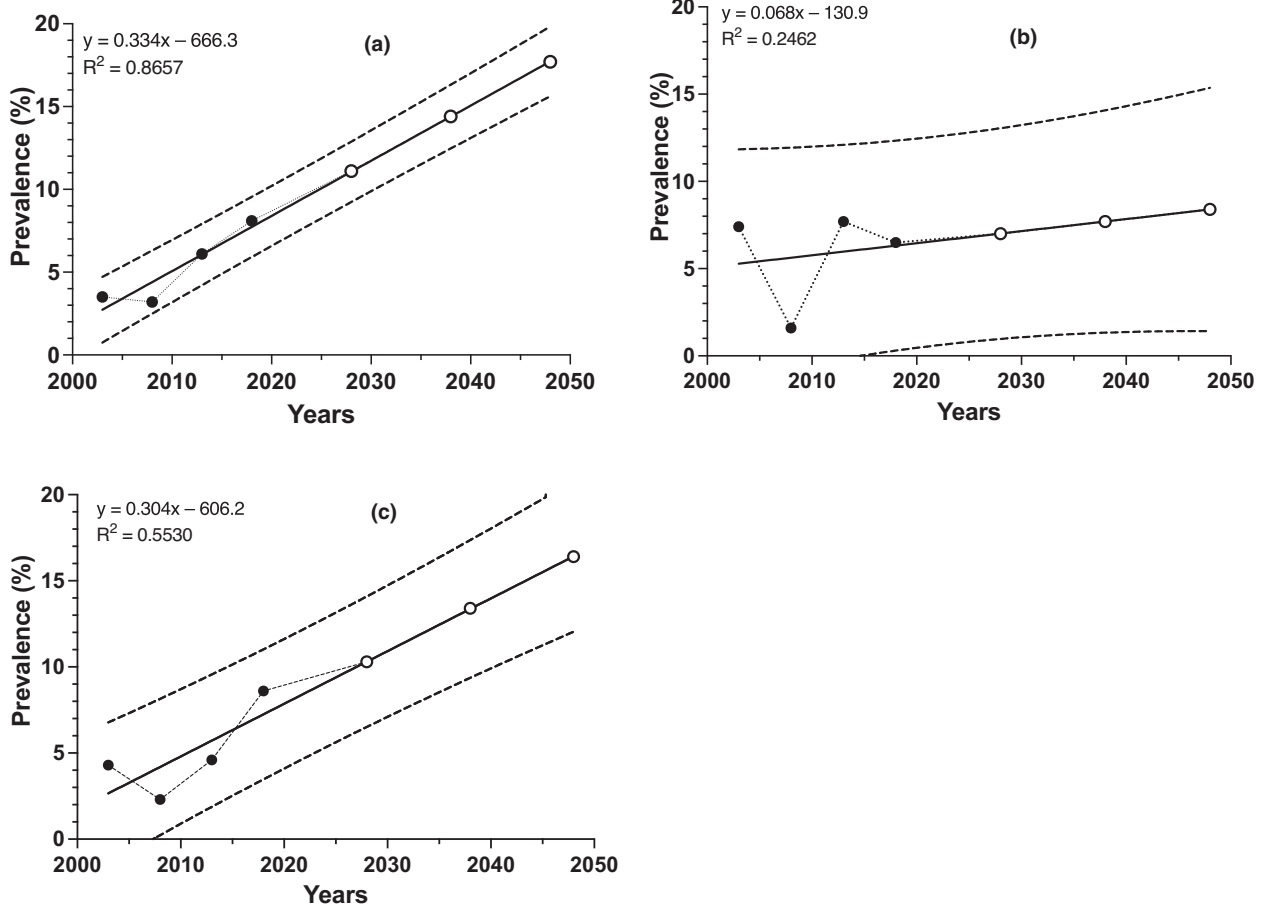 y = 0.334x – 666.3
R2 = 0.8657
(a)
Prevalence (%)
20
15
10
5
0
2000 2010 2020 2030 2040 2050
Years
y = 0.068x – 130.9
R2 = 0.2462
(b)
Prevalence (%)
20
15
10
5
0
2000 2010 2020 2030 2040 2050
Years
y = 0.304x – 606.2
R2 = 0.5530
(c)
Prevalence (%)
20
15
10
5
0
2000 2010 2020 2030 2040 2050
Years